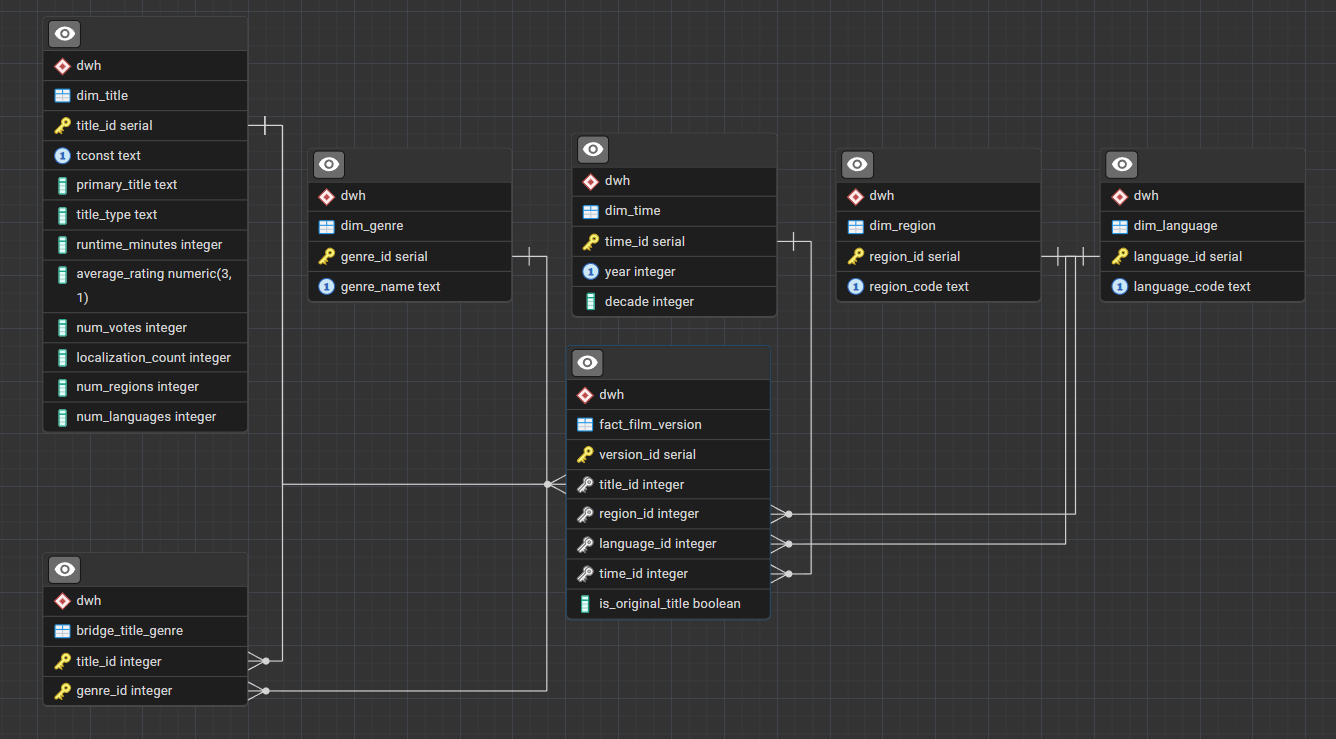 dwh
dim_title
title_id serial
tconst text
primary_title text
title_type text
runtime_minutes integer
average_rating numeric(3,
1)
num_votes integer
localization_count integer
num_regions integer
num_languages integer
dwh
dim_genre
genre_id serial
genre_name text
dwh
dim_time
time_id serial
year integer
decade integer
dwh
dim_region
region_id serial
region_code text
dwh
dim_language
language_id serial
language_code text
dwh
fact_film_version
version_id serial
title_id integer
region_id integer
language_id integer
time_id integer
is_original_title boolean
dwh
bridge_title_genre
title_id integer
genre_id integer